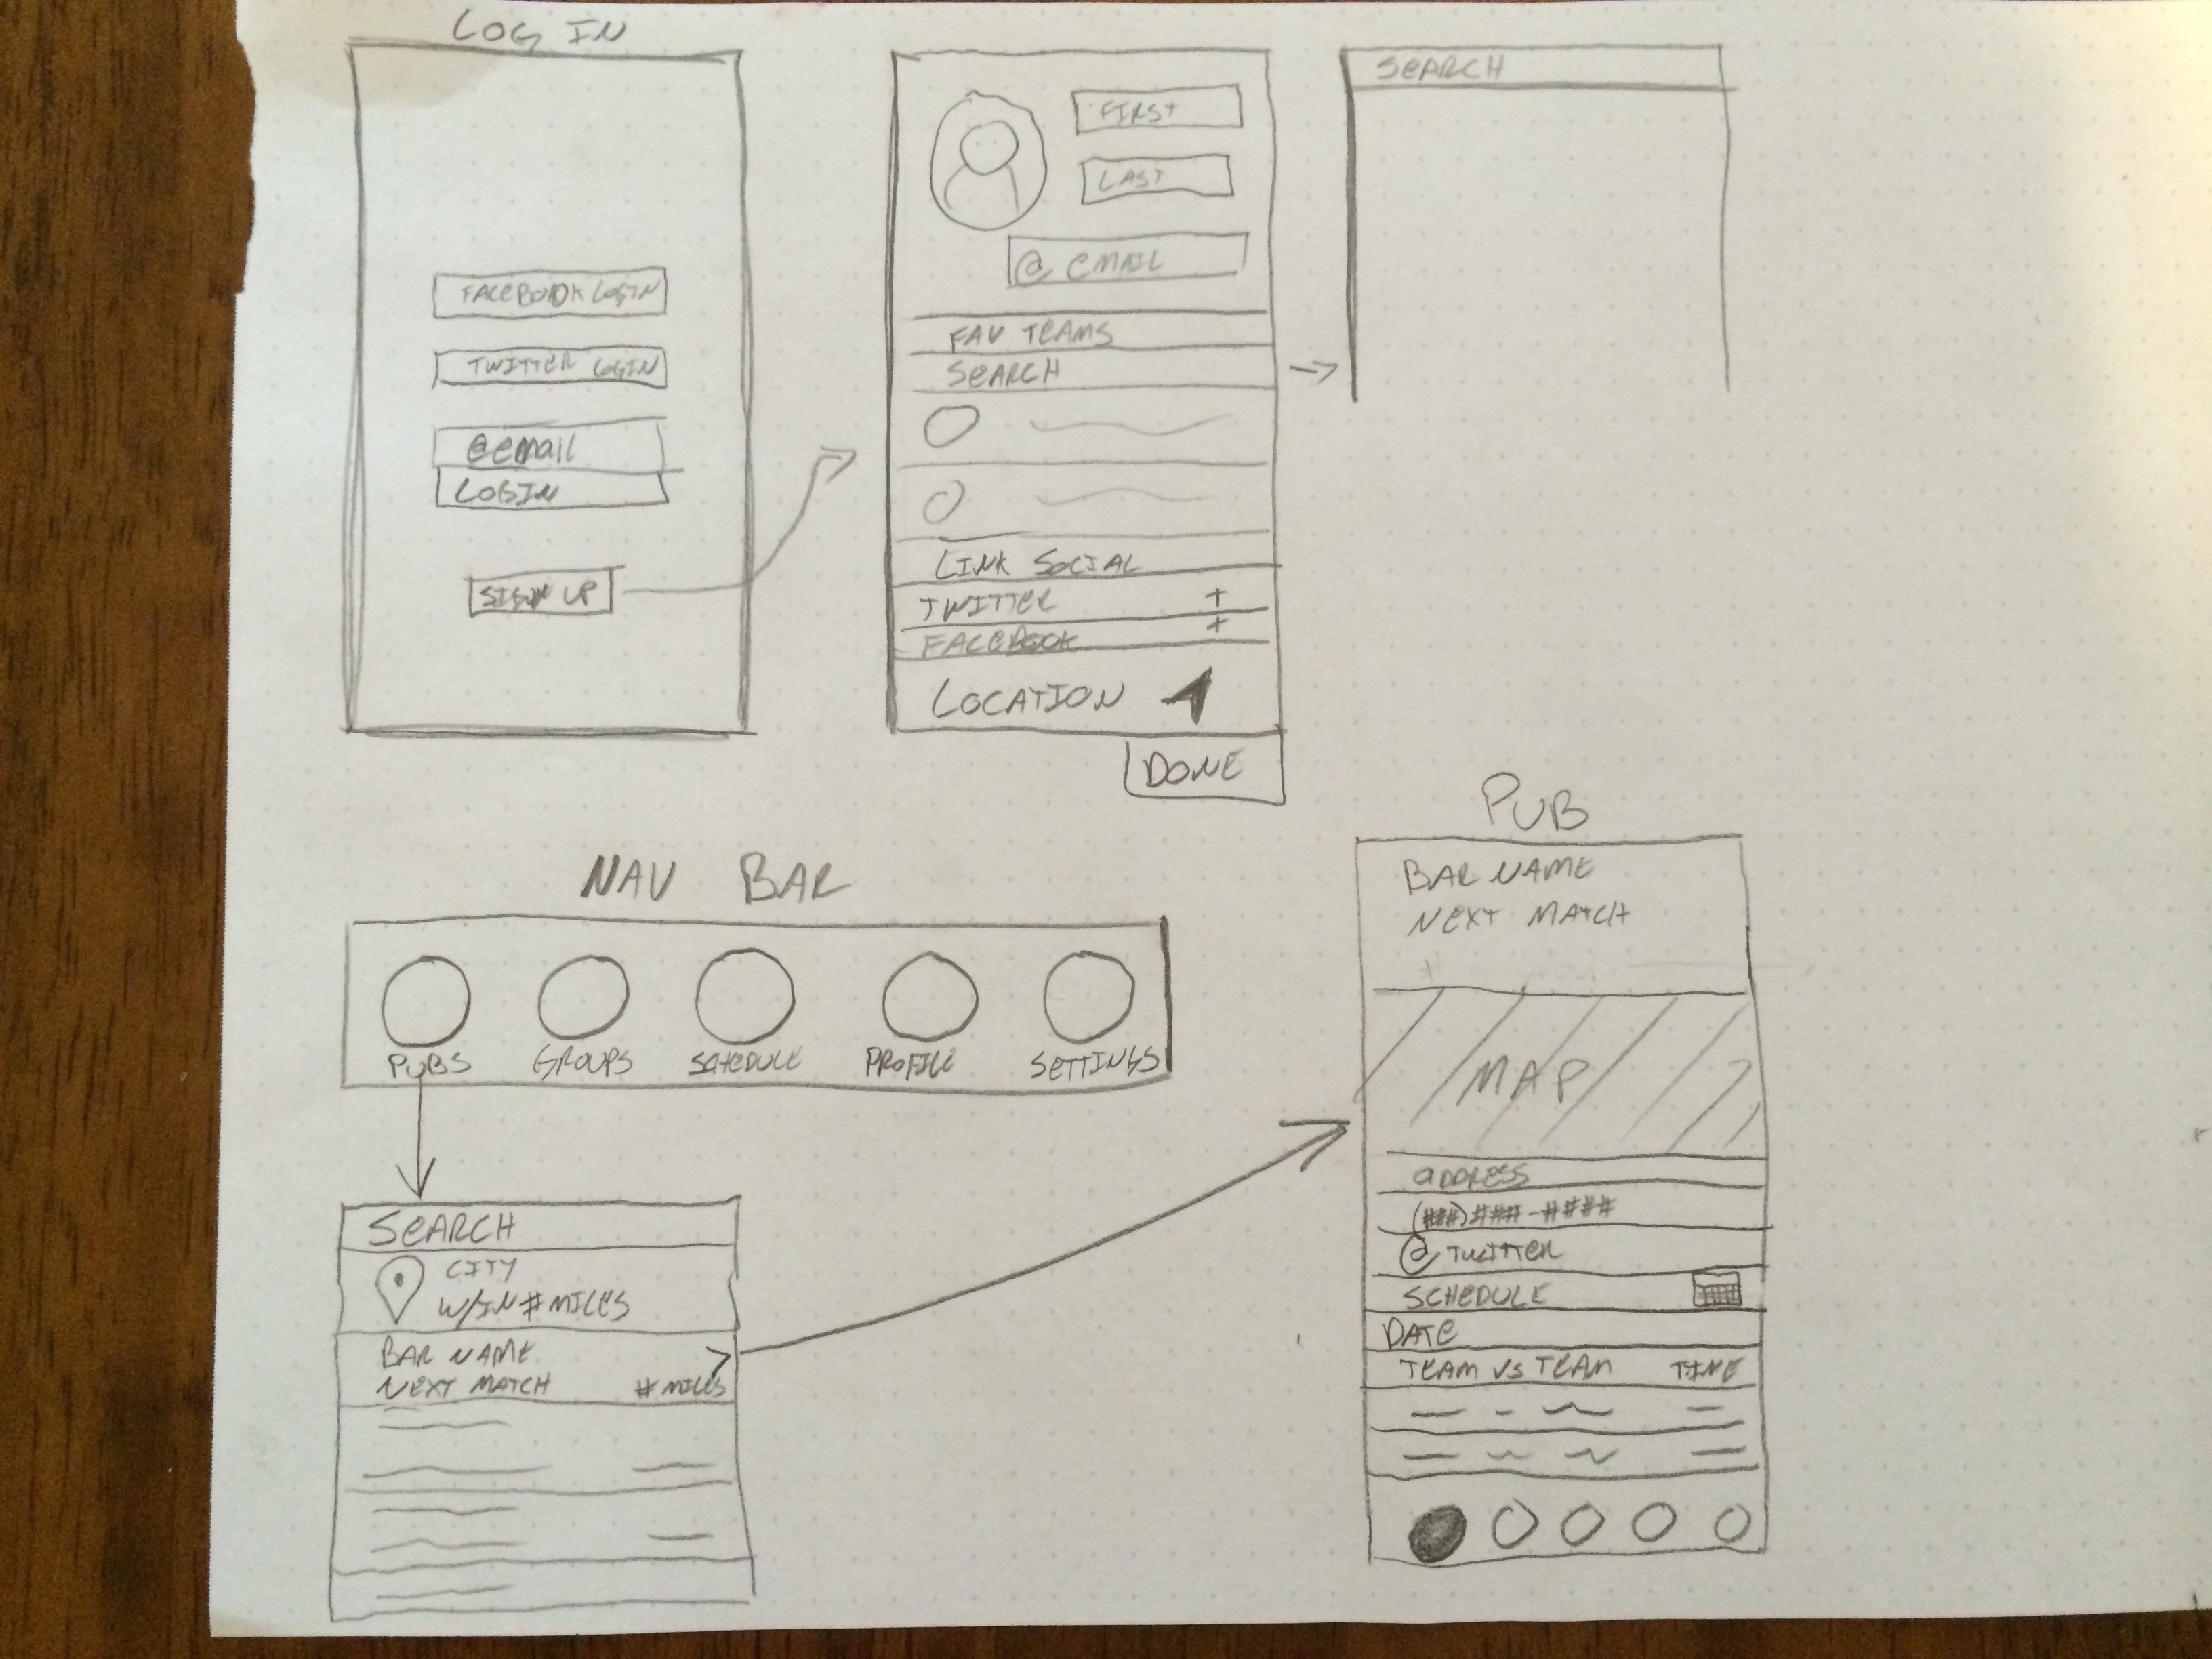 LOG IN
FACEBOOK LOGIN
TWITTER LOGIN
@email
LOGIN
SIGN UP
FIRST
LAST
@ EMAIL
FAV TEAMS
SEARCH
LINK SOCIAL
TWITTER +
FACEBOOK +
LOCATION
DONE
SEARCH
NAV BAR
PUBS GROUPS SCHEDULE PROFILE SETTINGS
SEARCH
CITY
W/IN # MILES
BAR NAME >
NEXT MATCH # MILES
PUB
BAR NAME
NEXT MATCH
MAP
ADDRESS
(###) ###-####
@ TWITTER
SCHEDULE
DATE
TEAM VS TEAM TIME